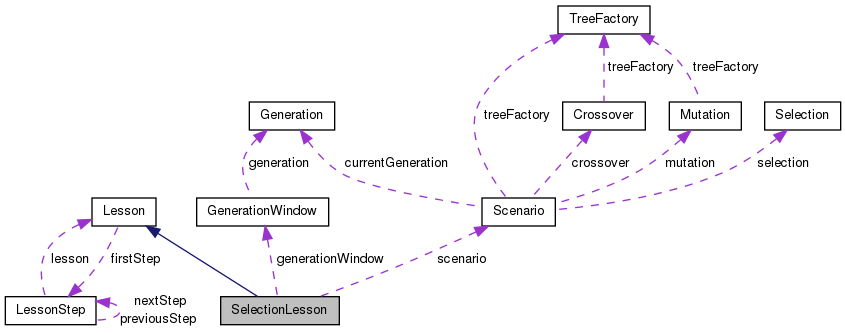 TreeFactory
treeFactory
treeFactory
Generation
Crossover
Mutation
Selection
treeFactory
generation
currentGeneration
crossover
mutation
selection
Lesson
GenerationWindow
Scenario
lesson
firstStep
generationWindow
scenario
LessonStep
nextStep
previousStep
SelectionLesson